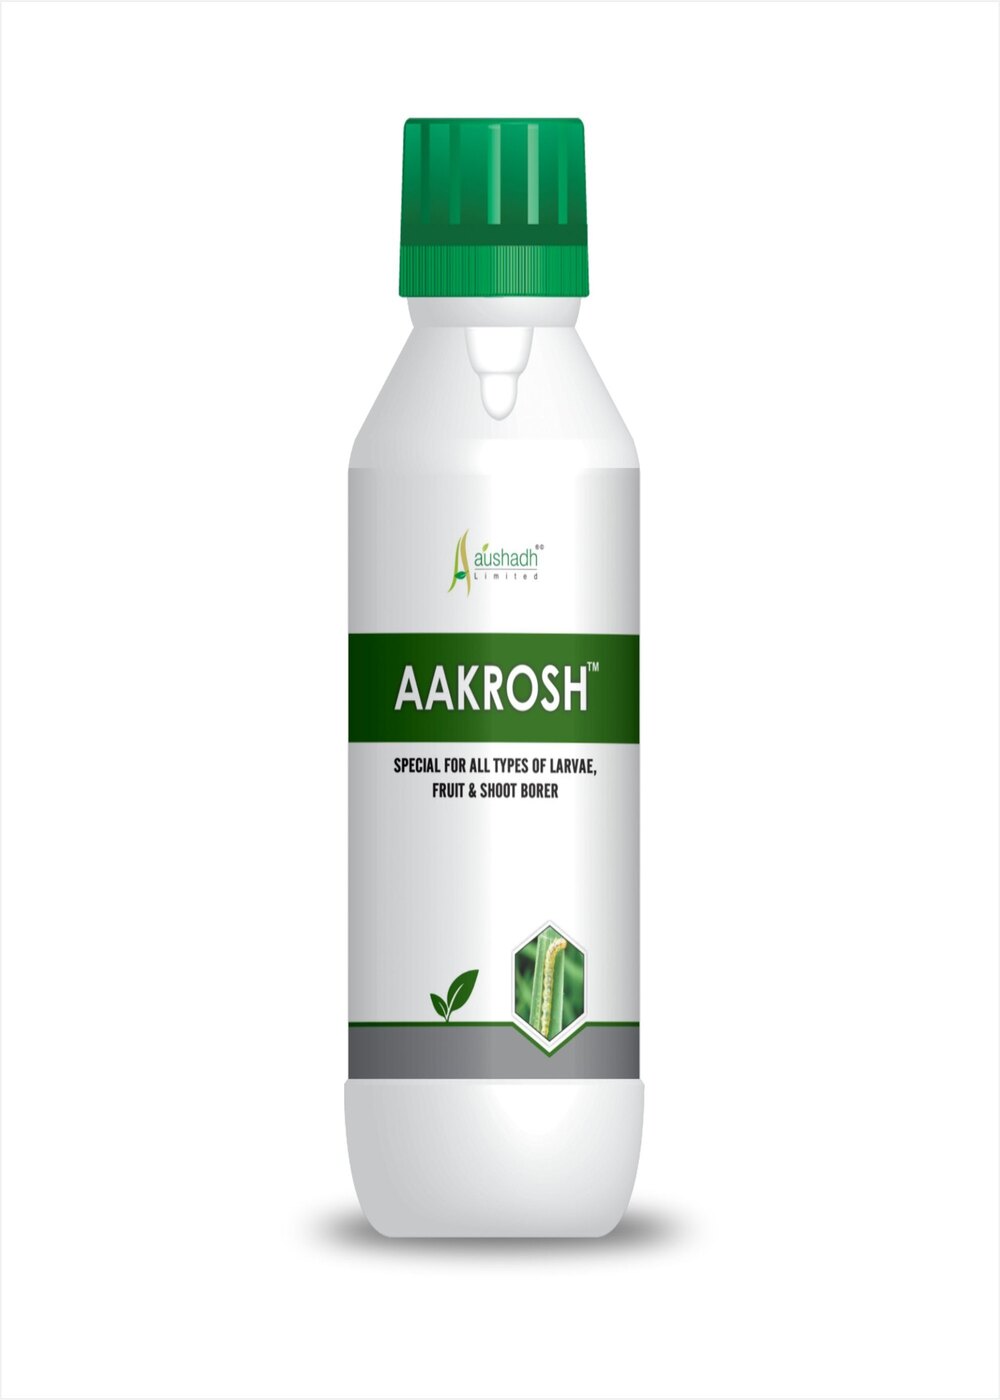 aushadh®©
Limited
AAKROSH™
SPECIAL FOR ALL TYPES OF LARVAE,
FRUIT & SHOOT BORER